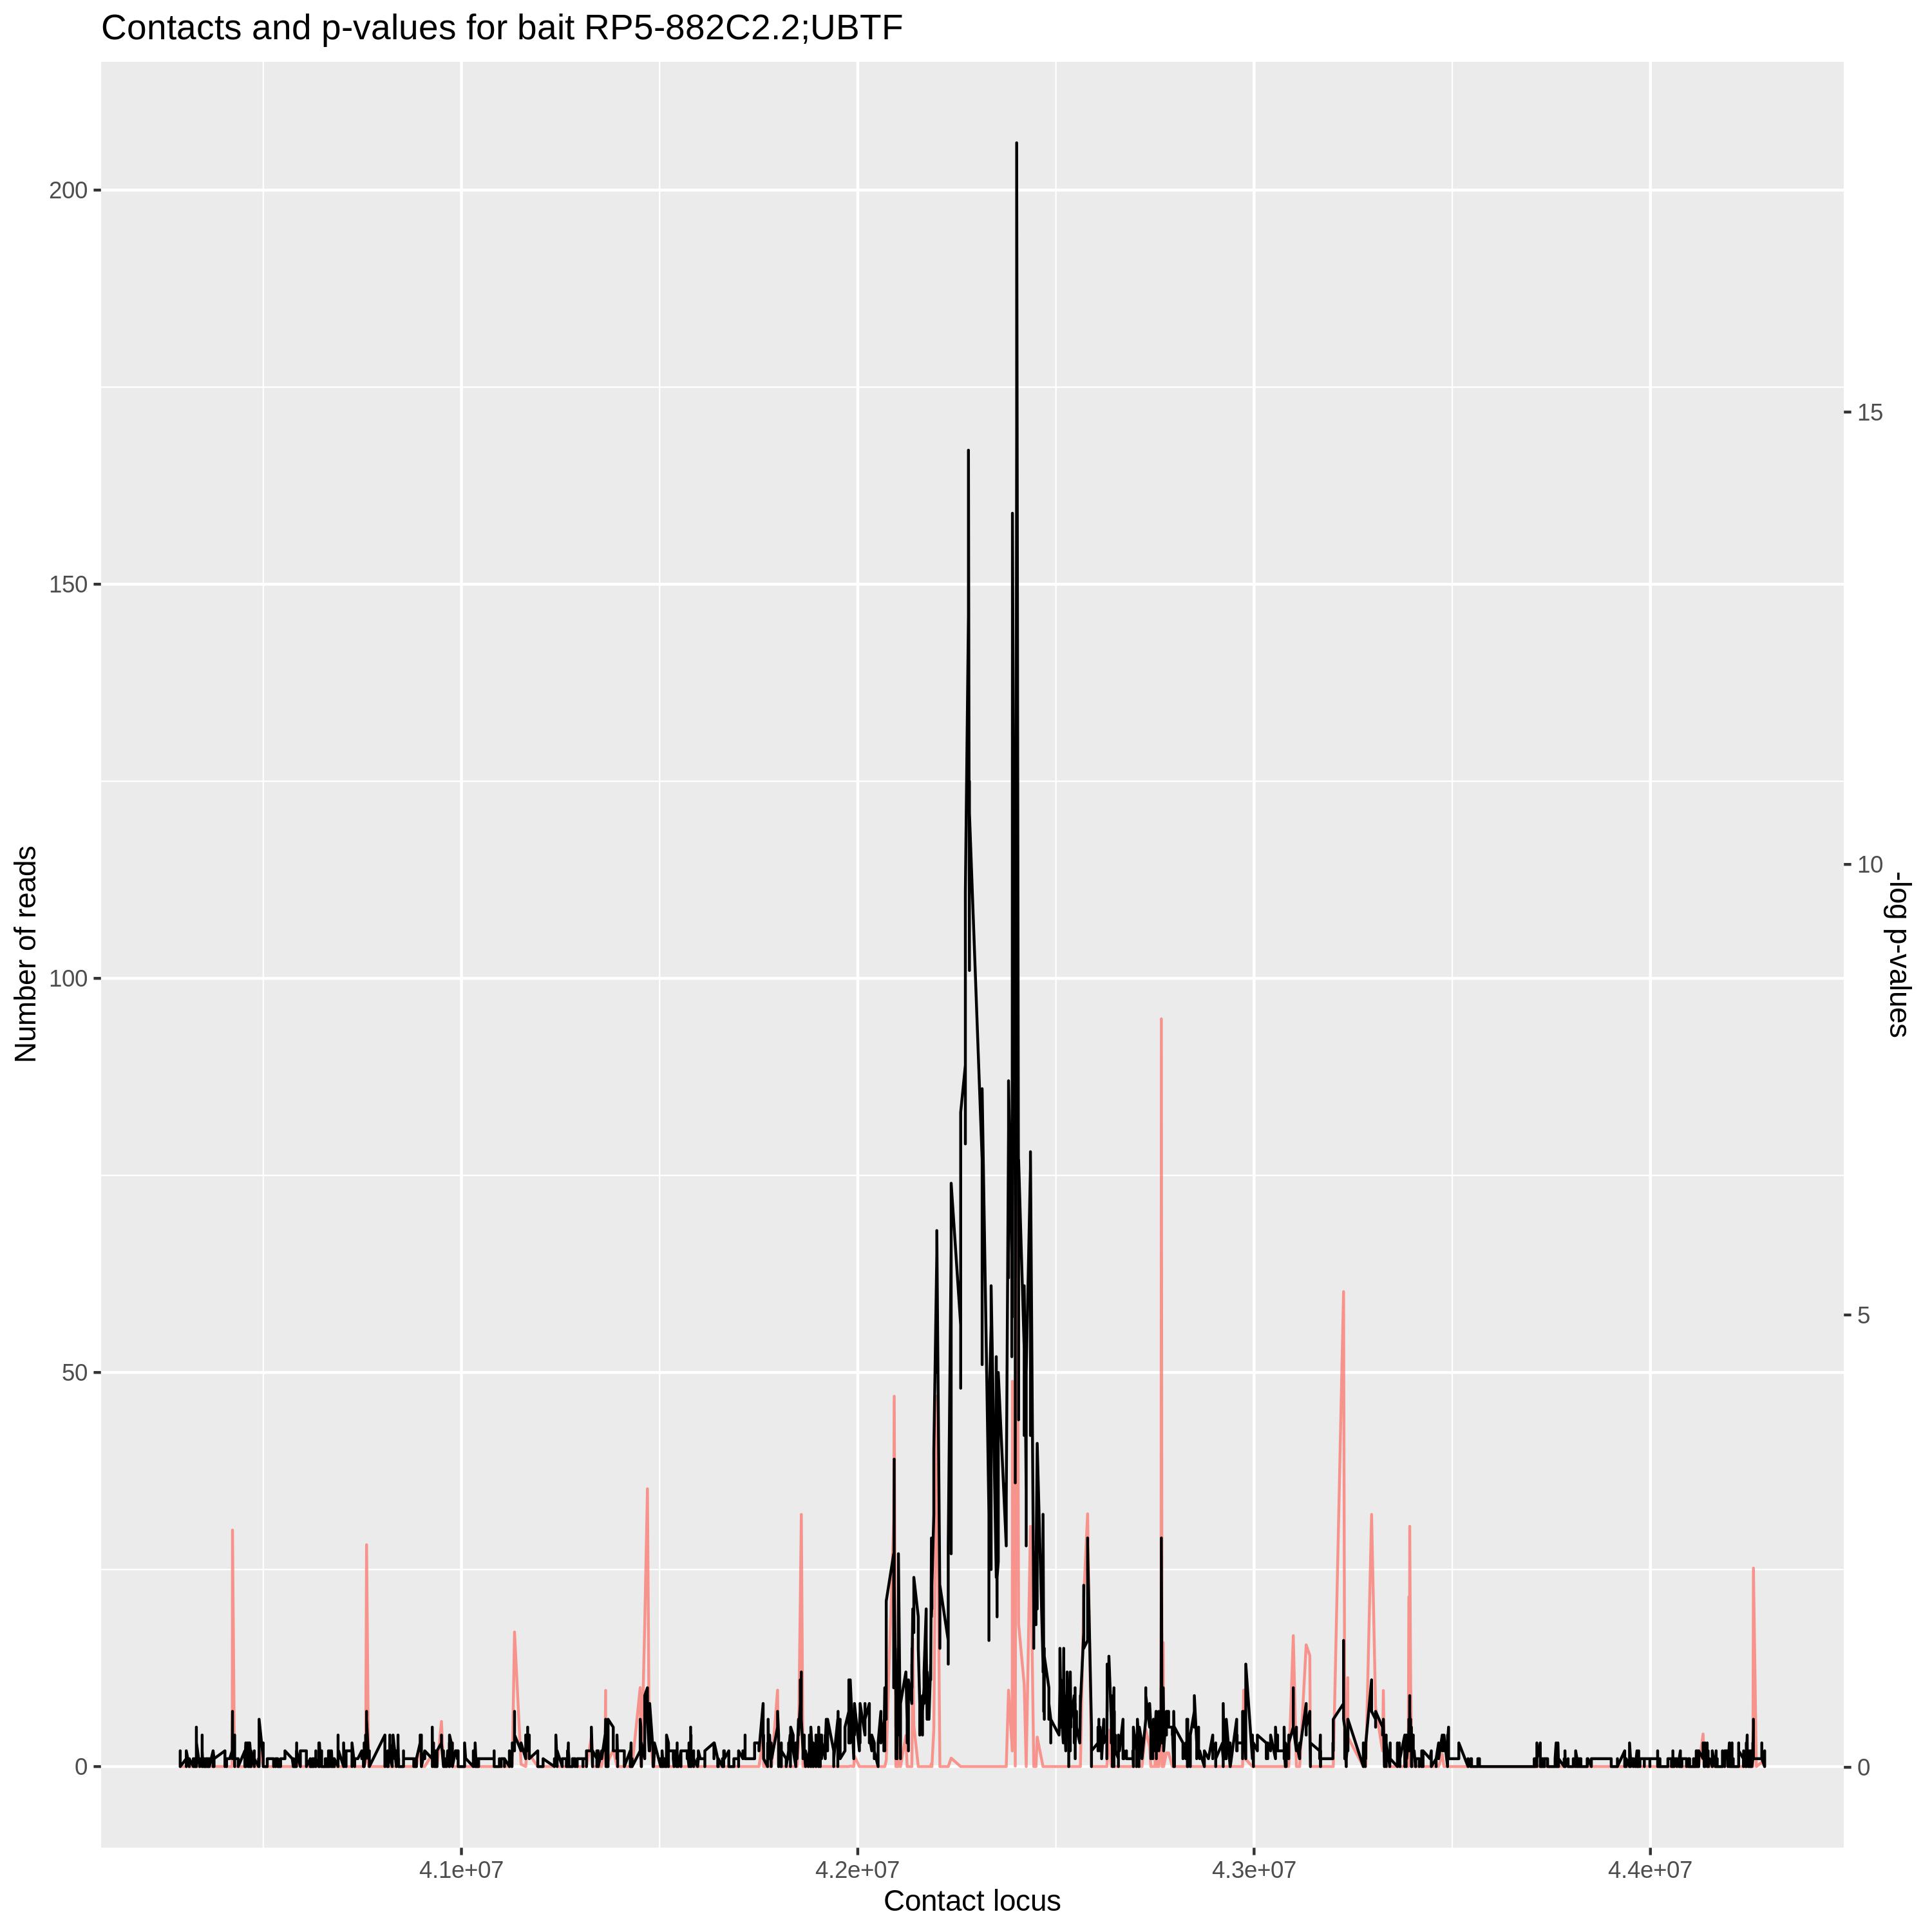 Contacts and p-values for bait RP5-882C2.2;UBTF
200
150
100
50
0
Number of reads
15
10
5
0
-log p-values
4.1e+07
4.2e+07
4.3e+07
4.4e+07
Contact locus